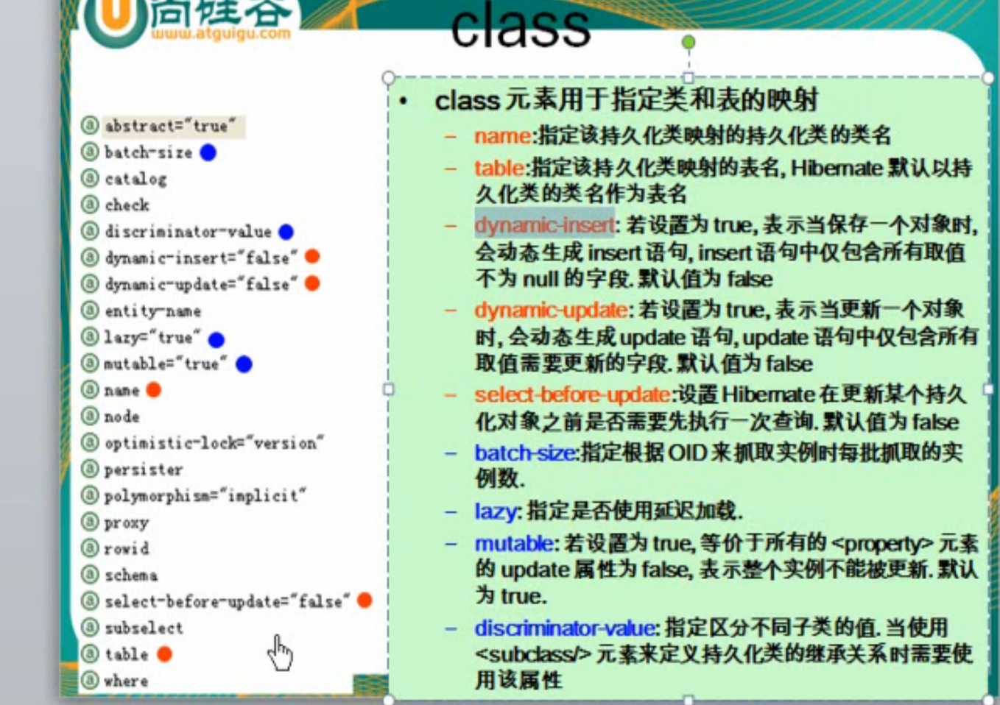 尚硅谷
www.atguigu.com
class
abstract="true"
batch-size
catalog
check
discriminator-value
dynamic-insert="false"
dynamic-update="false"
entity-name
lazy="true"
mutable="true"
name
node
optimistic-lock="version"
persister
polymorphism="implicit"
proxy
rowid
schema
select-before-update="false"
subselect
table
where
• class 元素用于指定类和表的映射
– name:指定该持久化类映射的持久化类的类名
– table:指定该持久化类映射的表名, Hibernate 默认以持
久化类的类名作为表名
– dynamic-insert: 若设置为 true, 表示当保存一个对象时,
会动态生成 insert 语句, insert 语句中仅包含所有取值
不为 null 的字段. 默认值为 false
– dynamic-update: 若设置为 true, 表示当更新一个对象
时, 会动态生成 update 语句, update 语句中仅包含所有
取值需要更新的字段. 默认值为 false
– select-before-update:设置 Hibernate 在更新某个持久
化对象之前是否需要先执行一次查询. 默认值为 false
– batch-size:指定根据 OID 来抓取实例时每批抓取的实
例数.
– lazy: 指定是否使用延迟加载.
– mutable: 若设置为 true, 等价于所有的 <property> 元素
的 update 属性为 false, 表示整个实例不能被更新. 默认
为 true.
– discriminator-value: 指定区分不同子类的值. 当使用
<subclass/> 元素来定义持久化类的继承关系时需要使
用该属性